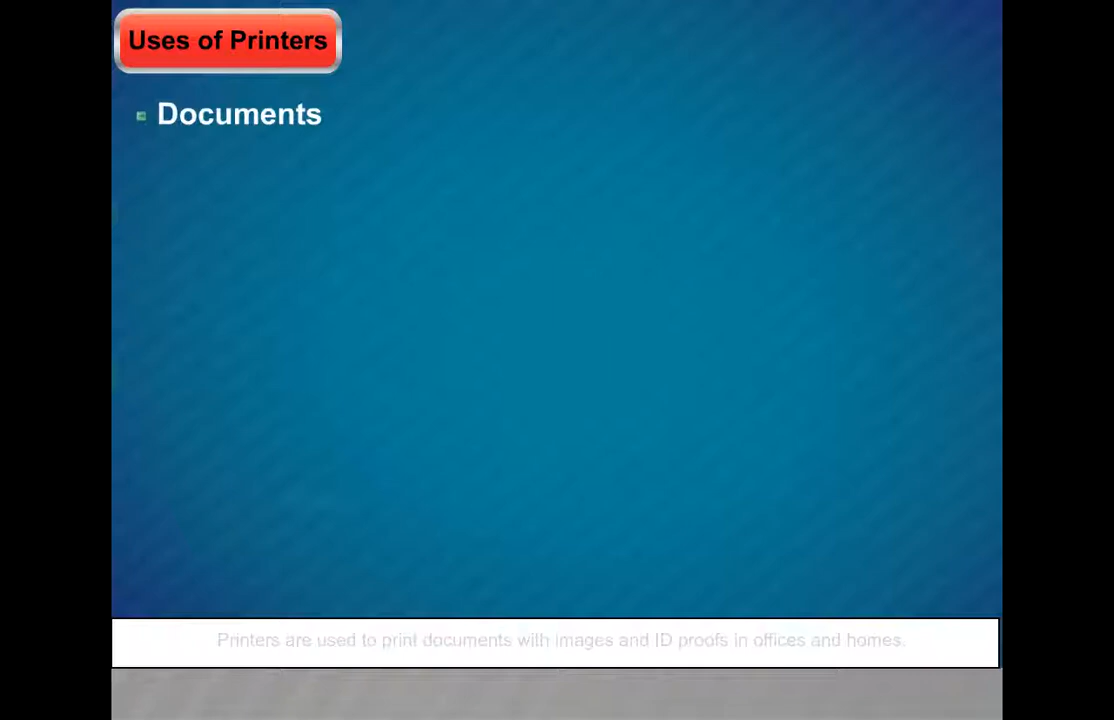 Uses of Printers
Documents
Printers are used to print documents with images and ID proofs in offices and homes.